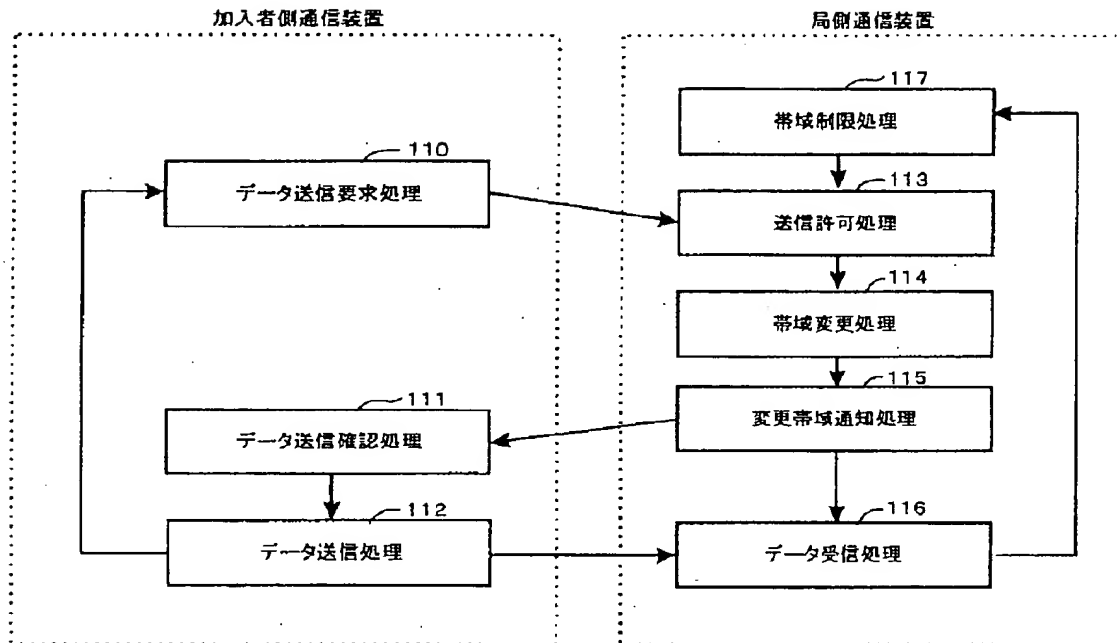 加入者側通信装置
110
データ送信要求処理
111
データ送信確認処理
112
データ送信処理
局側通信装置
117
帯域制限処理
113
送信許可処理
114
帯域変更処理
115
変更帯域通知処理
116
データ受信処理